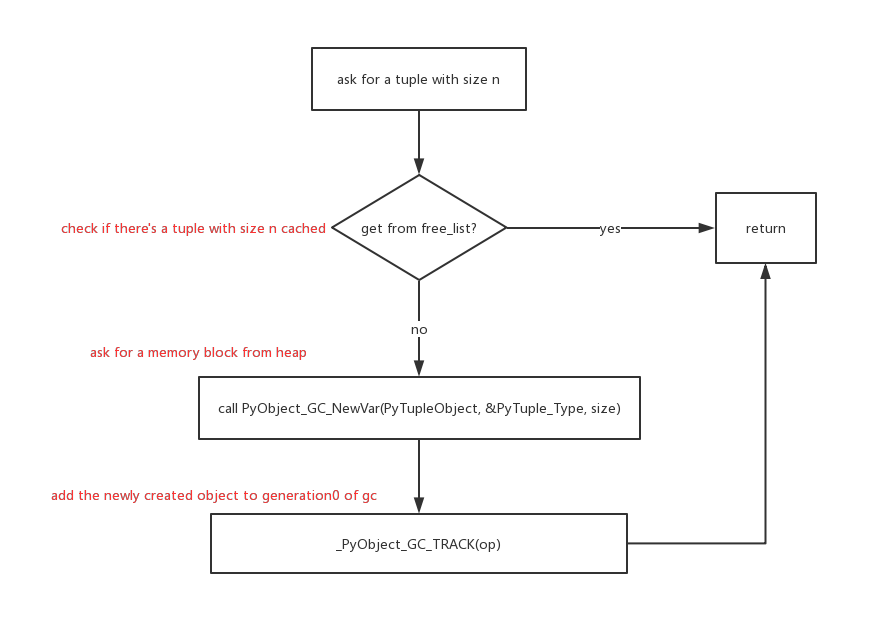 ask for a tuple with size n
check if there's a tuple with size n cached
get from free_list?
yes
return
no
ask for a memory block from heap
call PyObject_GC_NewVar(PyTupleObject, &PyTuple_Type, size)
add the newly created object to generation0 of gc
_PyObject_GC_TRACK(op)